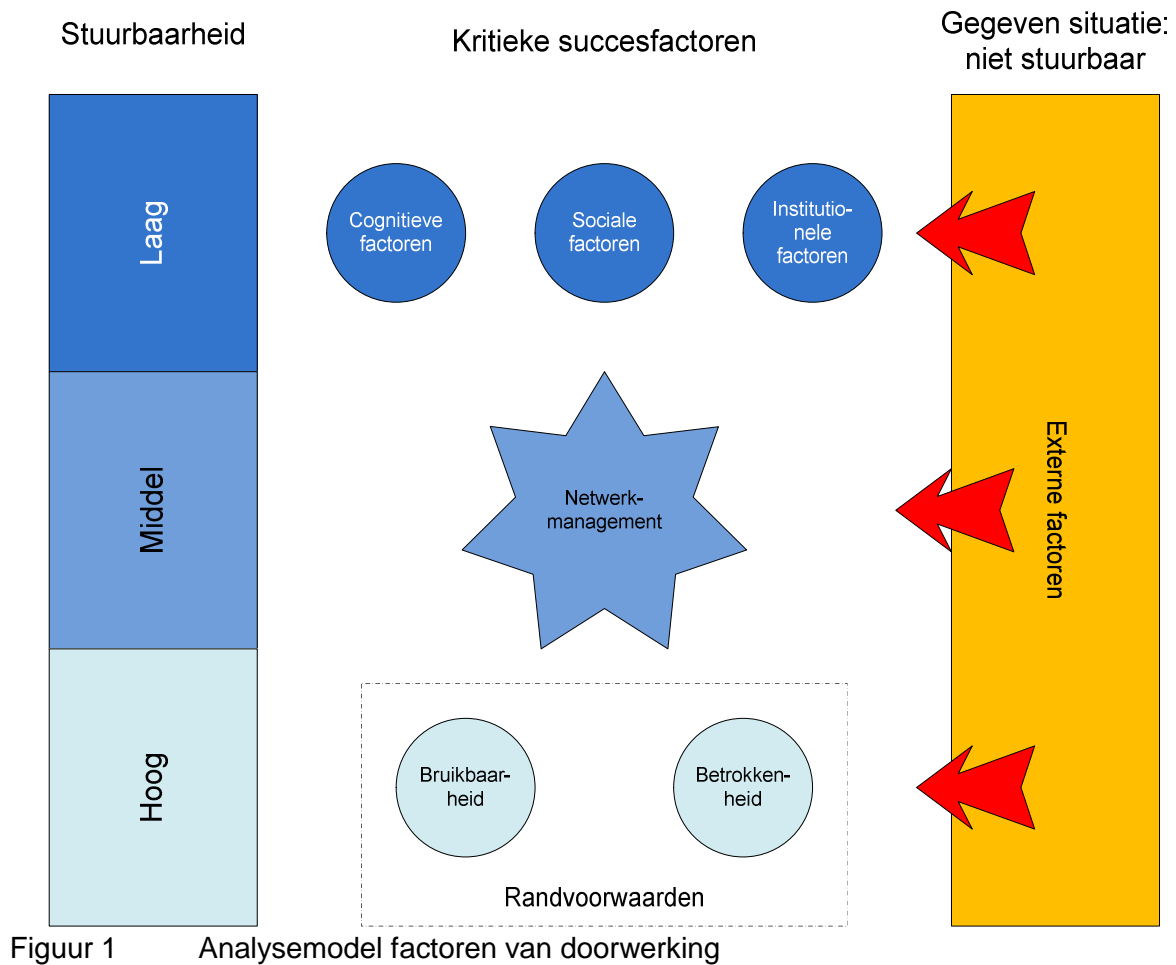 Stuurbaarheid
Kritieke succesfactoren
Gegeven situatie:
niet stuurbaar
Laag
Cognitieve
factoren
Sociale
factoren
Institutio-
nele
factoren
Middel
Netwerk-
management
Externe factoren
Hoog
Bruikbaar-
heid
Betrokken-
heid
Randvoorwaarden
Figuur 1 Analysemodel factoren van doorwerking